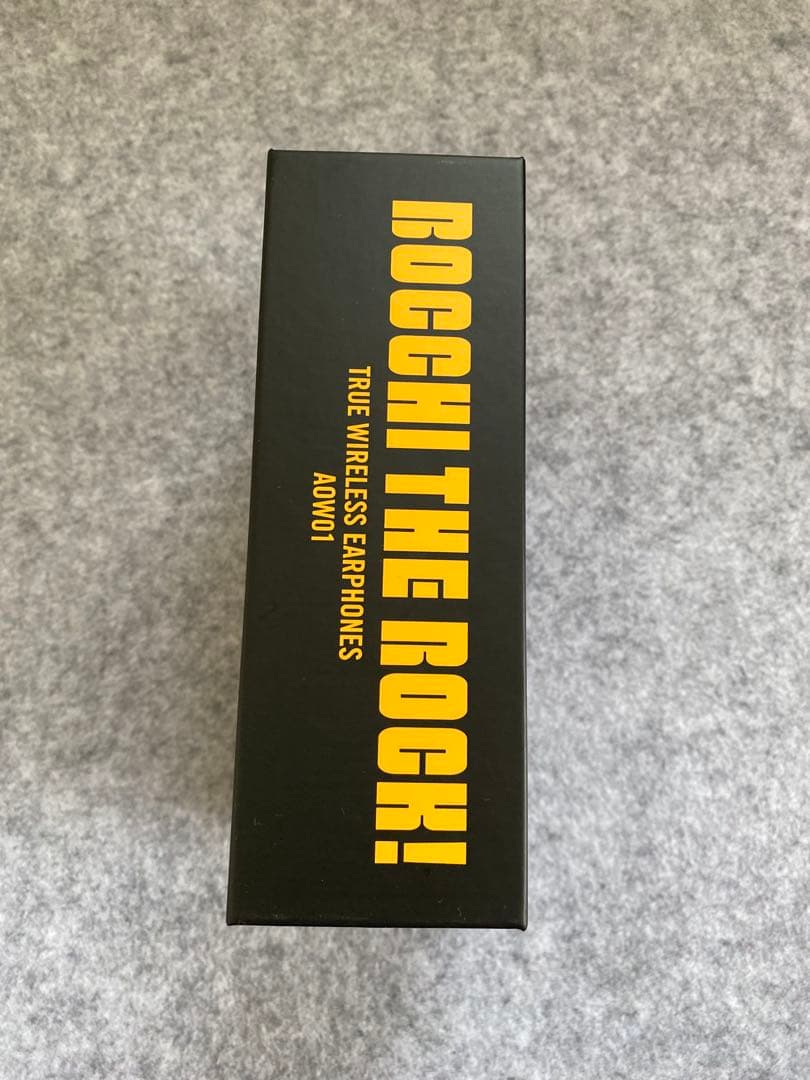 BOCCHI THE ROCK!
TRUE WIRELESS EARPHONES
AOW01